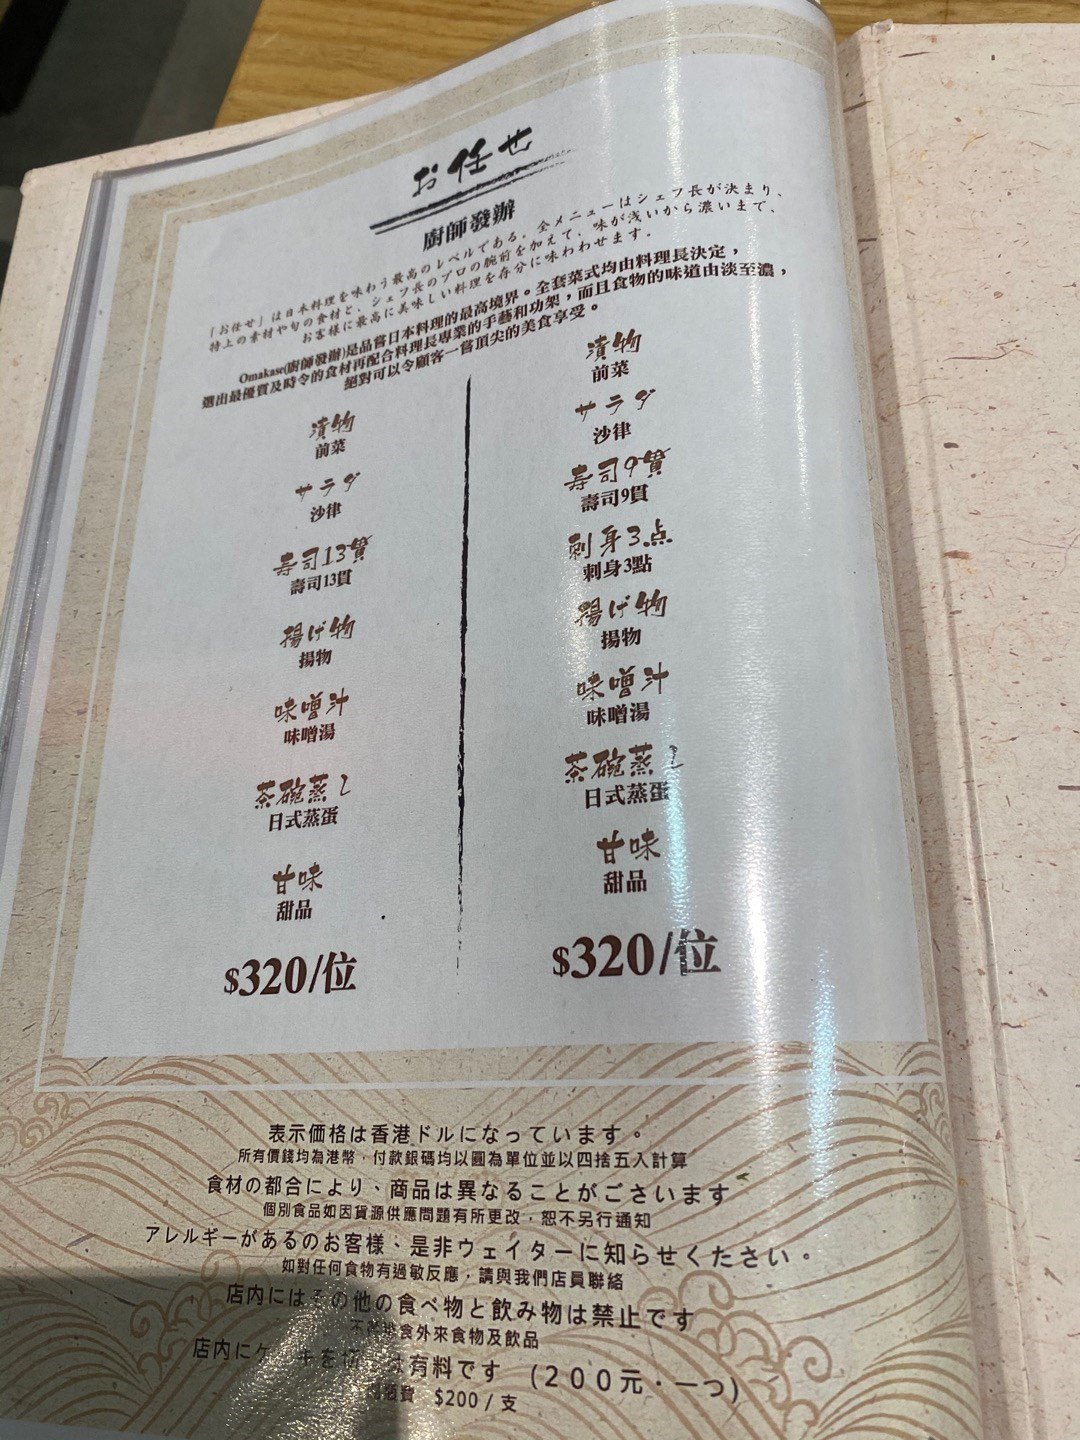 お任せ
廚師發辦
「お任せ」は日本料理を味わう最高のレベルである。全メニューはシェフ長が決まり、
特上の素材や旬の食材と、シェフ長のプロの腕前を加えて、味が浅いから濃いまで、
お客様に最高に美味しい料理を存分に味わわせます。
Omakase(廚師發辦)是品嘗日本料理的最高境界。全套菜式均由料理長決定，
選出最優質及時令的食材再配合料理長專業的手藝和功架，而且食物的味道由淡至濃，
絕對可以令顧客一嘗頂尖的美食享受。
漬物
前菜
サラダ
沙律
寿司13貫
壽司13貫
揚げ物
揚物
味噌汁
味噌湯
茶碗蒸し
日式蒸蛋
甘味
甜品
$320/位
漬物
前菜
サラダ
沙律
寿司9貫
壽司9貫
刺身3点
刺身3點
揚げ物
揚物
味噌汁
味噌湯
茶碗蒸し
日式蒸蛋
甘味
甜品
$320/位
表示価格は香港ドルになっています。
所有價錢均為港幣，付款銀碼均以圓為單位並以四捨五入計算
食材の都合により、商品は異なることがございます
個別食品如因貨源供應問題有所更改，恕不另行通知
アレルギーがあるのお客様、是非ウェイターに知らせください。
如對任何食物有過敏反應，請與我們店員聯絡
店内にはその他の食べ物と飲み物は禁止です
食外來食物及飲品
店内に は有料です (200元・一つ)
費 $200 / 支